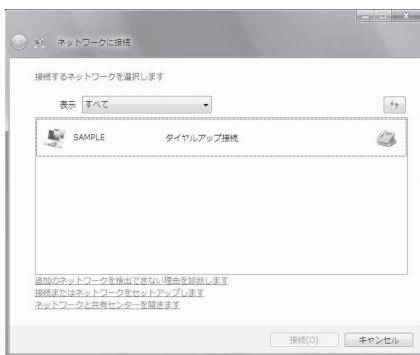 ネットワークに接続
接続するネットワークを選択します
表示 すべて
SAMPLE ダイヤルアップ接続
追加のネットワークを検出できない理由を診断します
接続またはネットワークをセットアップします
ネットワークと共有センターを開きます
接続(O) キャンセル